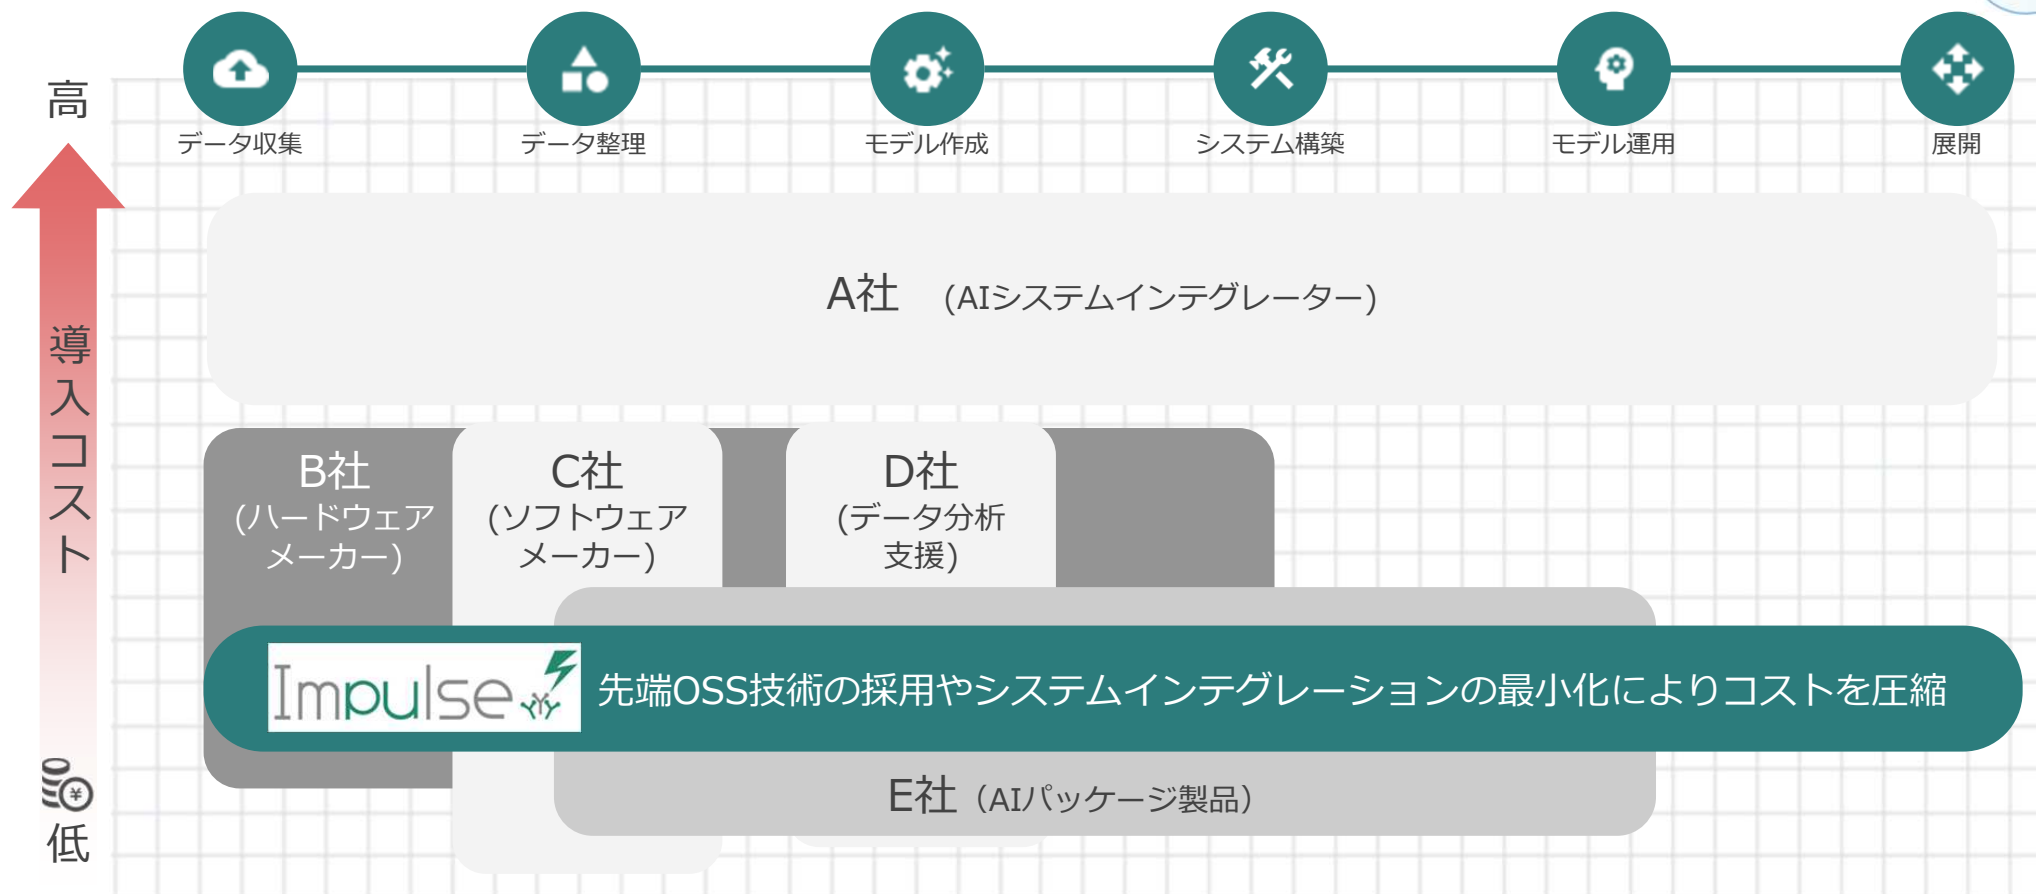 データ収集
データ整理
モデル作成
システム構築
モデル運用
展開
高
導入コスト
低
A社 (AIシステムインテグレーター)
B社
(ハードウェア
メーカー)
C社
(ソフトウェア
メーカー)
D社
(データ分析
支援)
Impulse
先端OSS技術の採用やシステムインテグレーションの最小化によりコストを圧縮
E社 (AIパッケージ製品)
¥